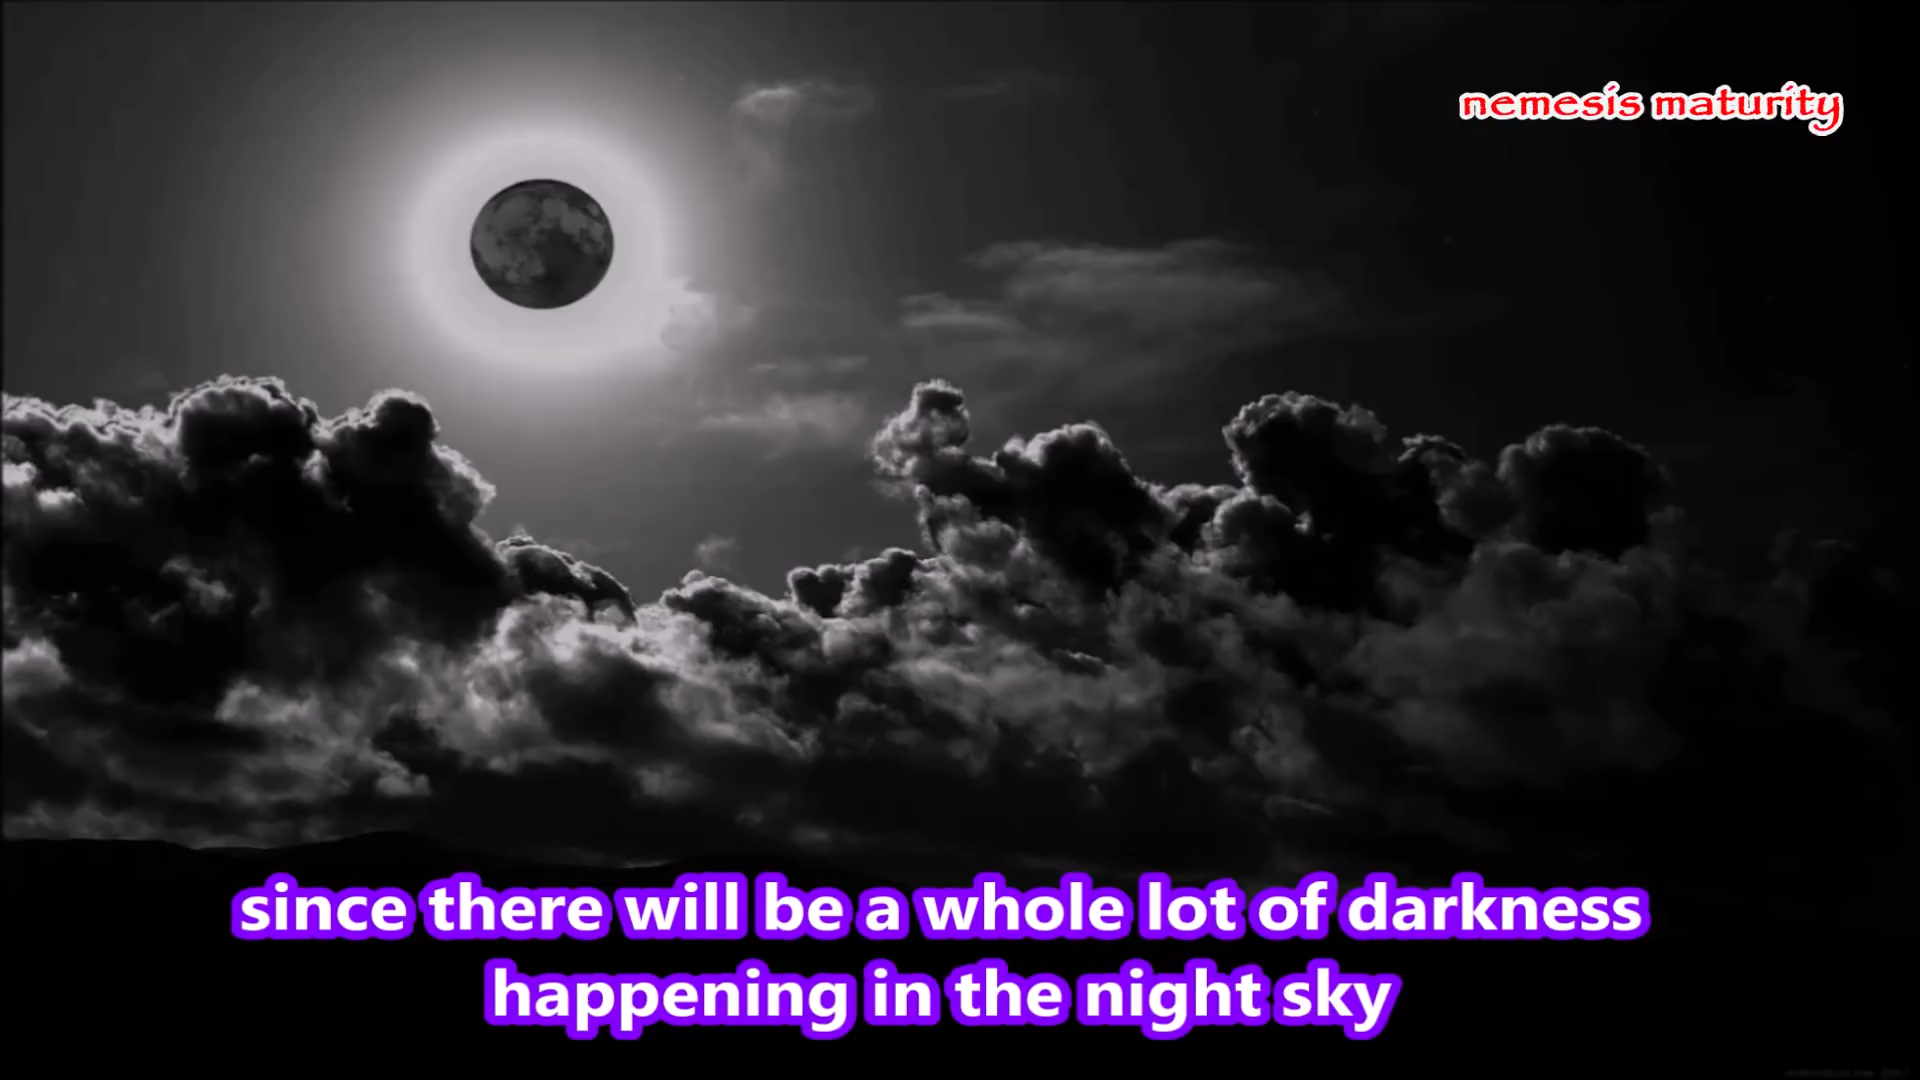 nemesis maturity
since there will be a whole lot of darkness
happening in the night sky